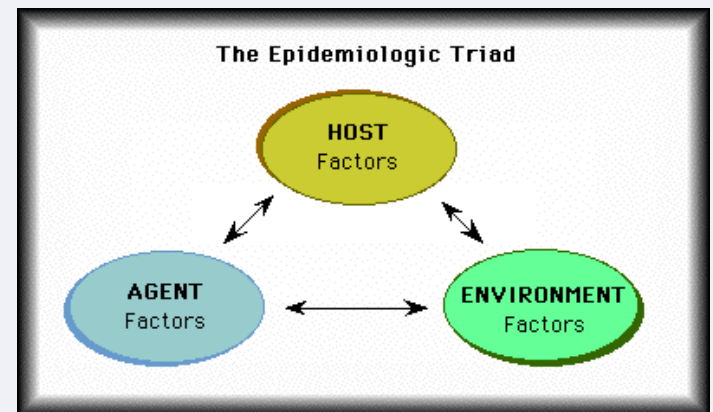 The Epidemiologic Triad
HOST
Factors
AGENT
Factors
ENVIRONMENT
Factors